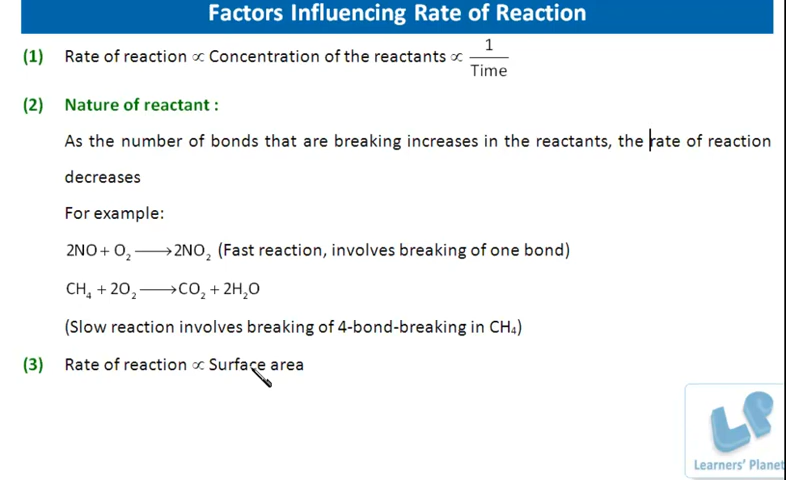 Factors Influencing Rate of Reaction
(1) Rate of reaction ∝ Concentration of the reactants ∝ 1/Time
(2) Nature of reactant :
As the number of bonds that are breaking increases in the reactants, the rate of reaction
decreases
For example:
2NO + O₂ ⟶ 2NO₂ (Fast reaction, involves breaking of one bond)
CH₄ + 2O₂ ⟶ CO₂ + 2H₂O
(Slow reaction involves breaking of 4-bond-breaking in CH₄)
(3) Rate of reaction ∝ Surface area
LP
Learners' Planet